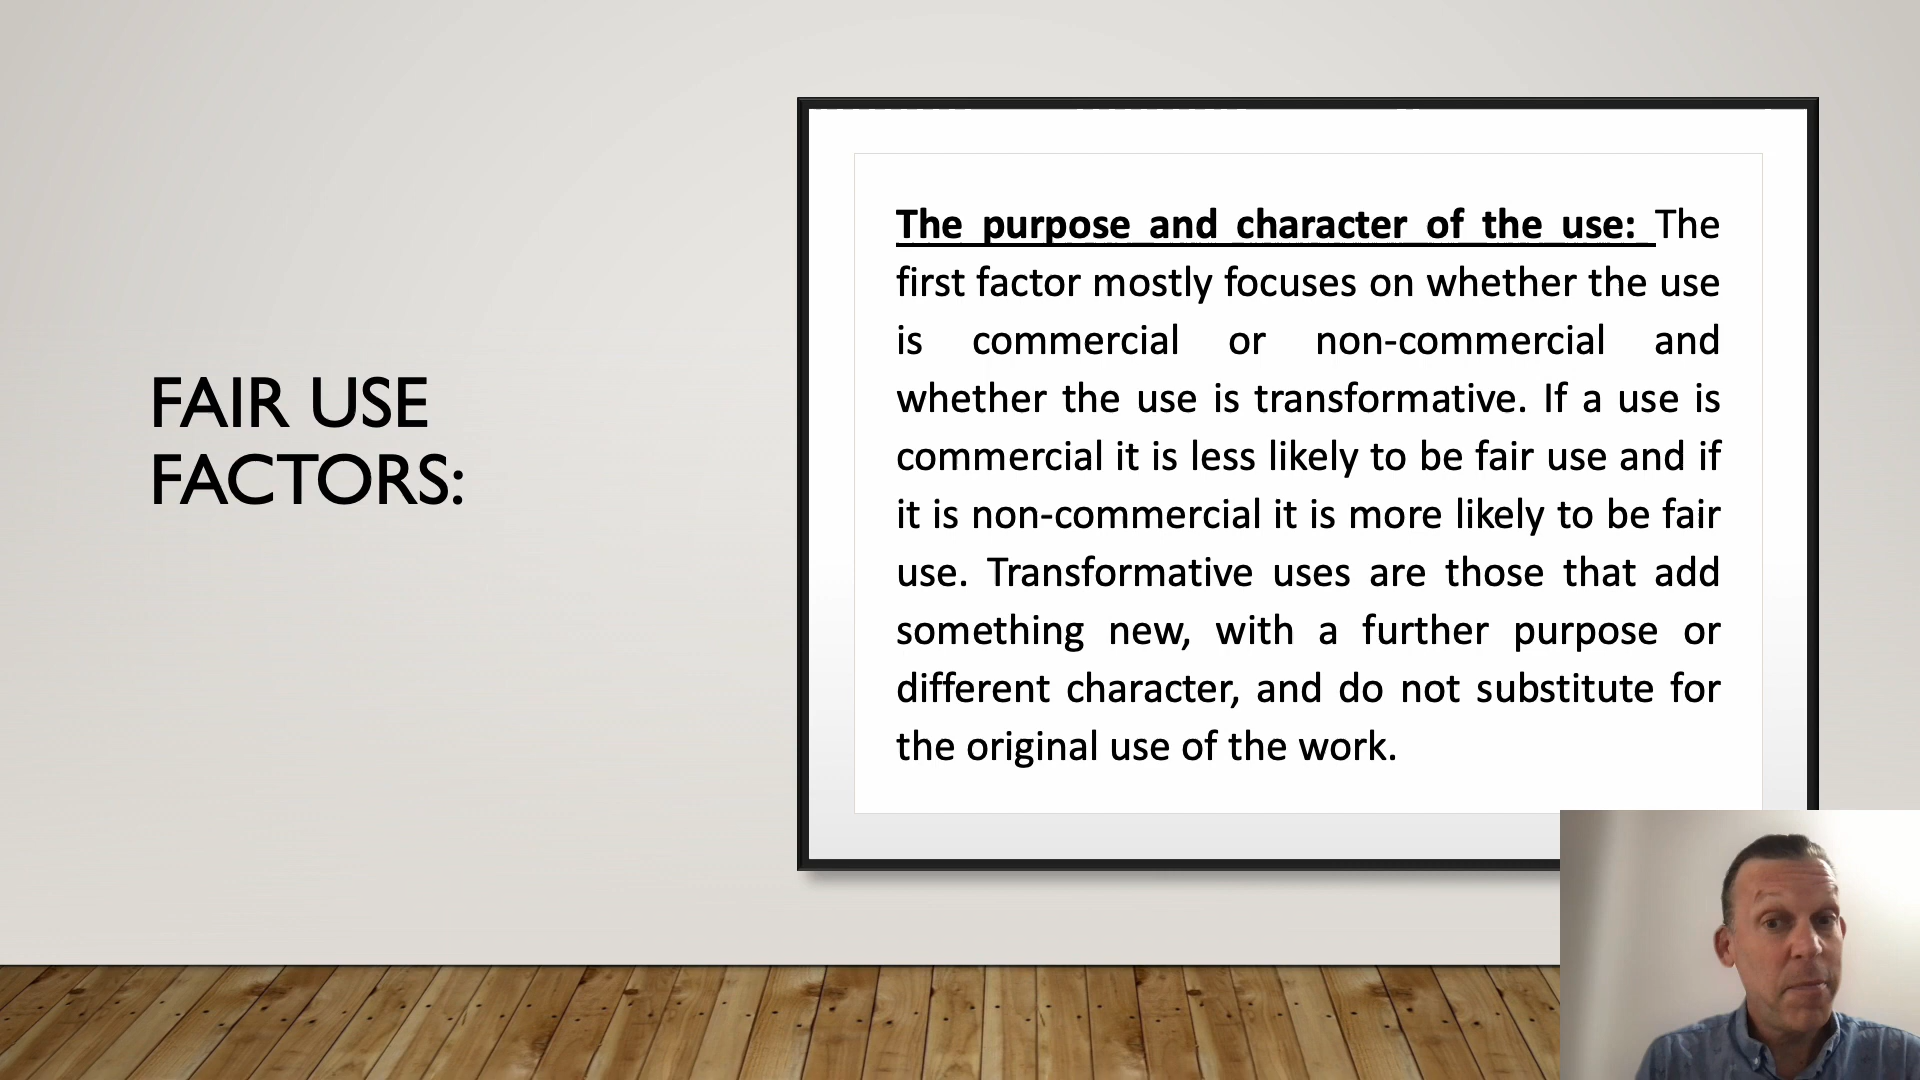 FAIR USE
FACTORS:
The purpose and character of the use: The
first factor mostly focuses on whether the use
is commercial or non-commercial and
whether the use is transformative. If a use is
commercial it is less likely to be fair use and if
it is non-commercial it is more likely to be fair
use. Transformative uses are those that add
something new, with a further purpose or
different character, and do not substitute for
the original use of the work.